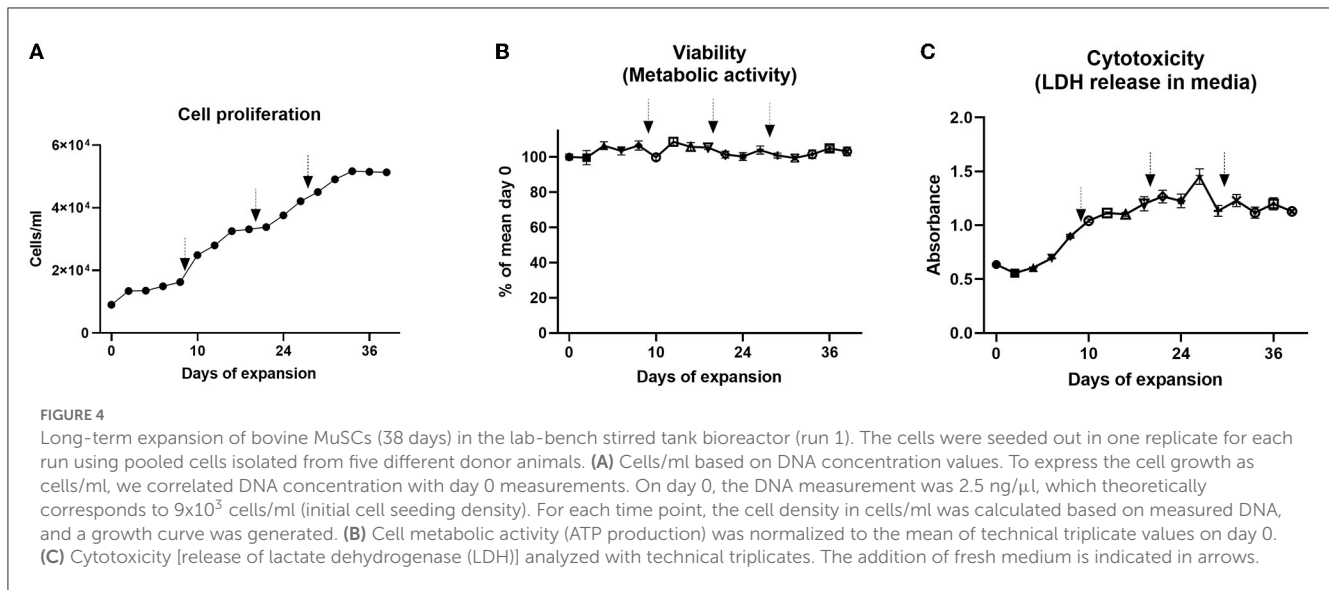 A
Cell proliferation
6×10⁴
4×10⁴
2×10⁴
0
Cells/ml
0 10 24 36
Days of expansion
B
Viability
(Metabolic activity)
100
80
60
40
20
0
% of mean day 0
0 10 24 36
Days of expansion
C
Cytotoxicity
(LDH release in media)
2.0
1.5
1.0
0.5
0.0
Absorbance
0 10 24 36
Days of expansion
FIGURE 4
Long-term expansion of bovine MuSCs (38 days) in the lab-bench stirred tank bioreactor (run 1). The cells were seeded out in one replicate for each
run using pooled cells isolated from five different donor animals. (A) Cells/ml based on DNA concentration values. To express the cell growth as
cells/ml, we correlated DNA concentration with day 0 measurements. On day 0, the DNA measurement was 2.5 ng/μl, which theoretically
corresponds to 9x10³ cells/ml (initial cell seeding density). For each time point, the cell density in cells/ml was calculated based on measured DNA,
and a growth curve was generated. (B) Cell metabolic activity (ATP production) was normalized to the mean of technical triplicate values on day 0.
(C) Cytotoxicity [release of lactate dehydrogenase (LDH)] analyzed with technical triplicates. The addition of fresh medium is indicated in arrows.